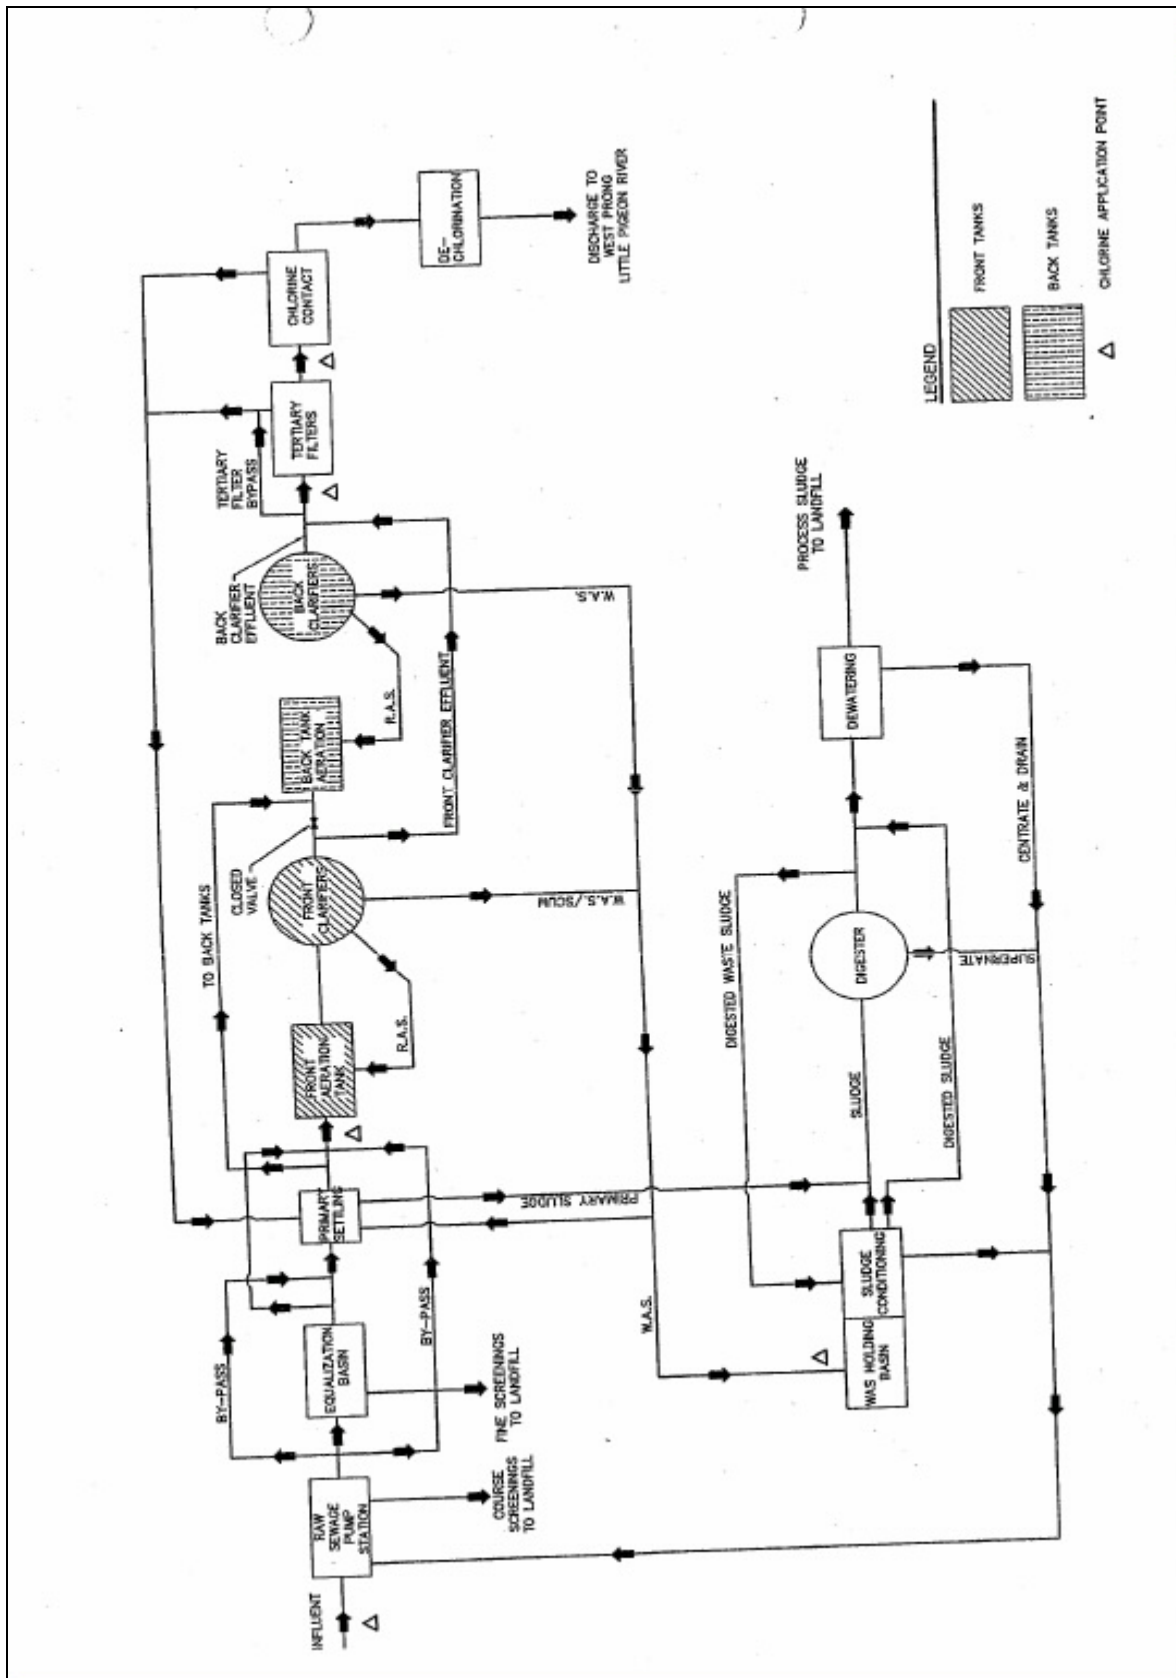 INFLUENT
RAW
SEWAGE
PUMP
STATION
COURSE
SCREENINGS
TO LANDFILL
BY-PASS
EQUALIZATION
BASIN
FINE SCREENINGS
TO LANDFILL
BY-PASS
PRIMARY
SETTLING
PRIMARY SLUDGE
FRONT
AERATION
TANK
R.A.S.
TO BACK TANKS
FRONT
CLARIFIERS
W.A.S./SCUM
CLOSED
VALVE
FRONT CLARIFIER EFFLUENT
BACK TANK
AERATION
R.A.S.
BACK
CLARIFIERS
W.A.S.
BACK
CLARIFIER
EFFLUENT
TERTIARY
FILTER
BYPASS
TERTIARY
FILTERS
CHLORINE
CONTACT
DE-
CHLORINATION
DISCHARGE TO
WEST PRONG
LITTLE PIGEON RIVER
W.A.S.
WAS HOLDING
BASIN
SLUDGE
CONDITIONING
DIGESTED WASTE SLUDGE
SLUDGE
DIGESTED SLUDGE
DIGESTER
SUPERNATE
DEWATERING
CENTRATE & DRAIN
PROCESS SLUDGE
TO LANDFILL
LEGEND
FRONT TANKS
BACK TANKS
CHLORINE APPLICATION POINT